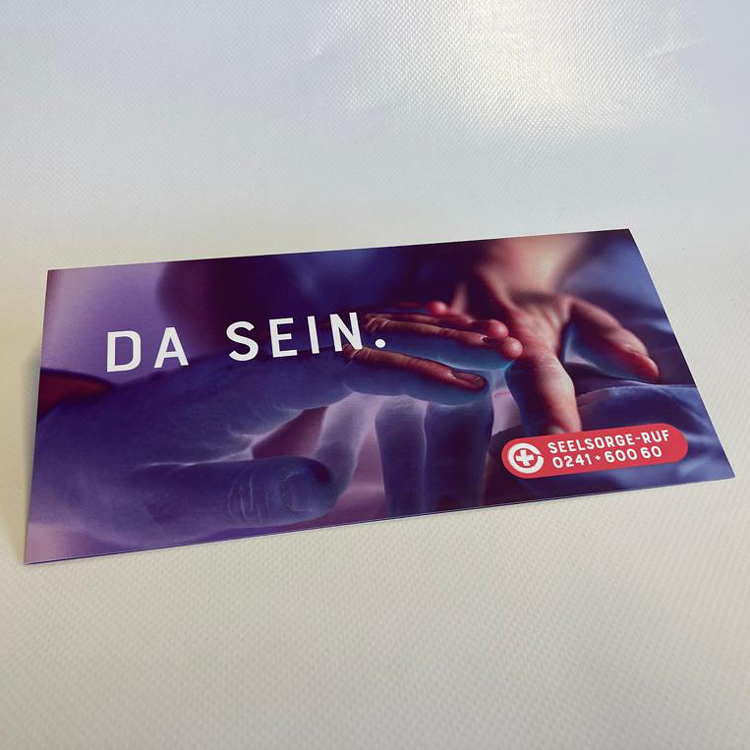 DA SEIN.
SEELSORGE-RUF
0241·600 60